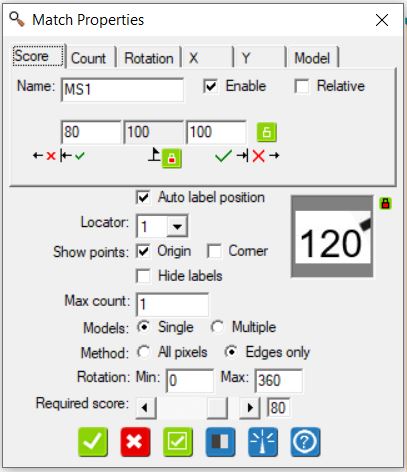 Match Properties
Score Count Rotation X Y Model
Name: MS1 Enable Relative
80 100 100
Auto label position
Locator: 1
Show points: Origin Corner
Hide labels
120
Max count: 1
Models: Single Multiple
Method: All pixels Edges only
Rotation: Min: 0 Max: 360
Required score: 80